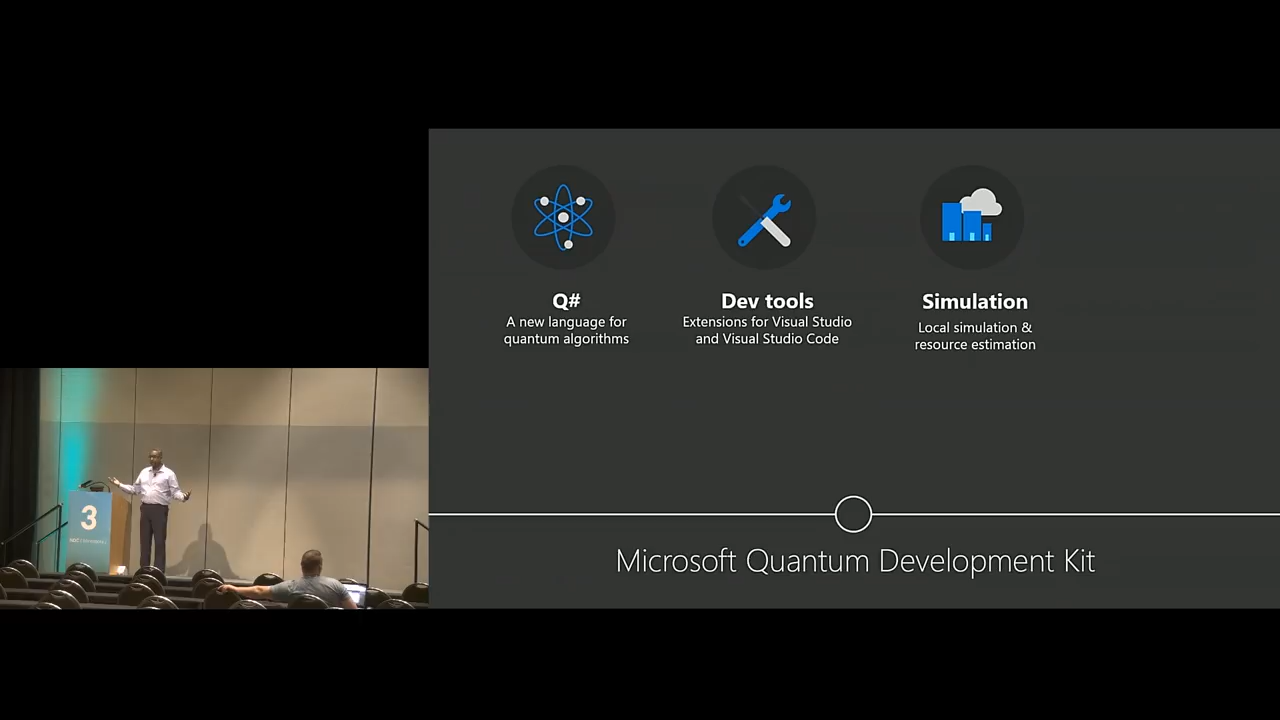 Q#
A new language for
quantum algorithms
Dev tools
Extensions for Visual Studio
and Visual Studio Code
Simulation
Local simulation &
resource estimation
Microsoft Quantum Development Kit
3